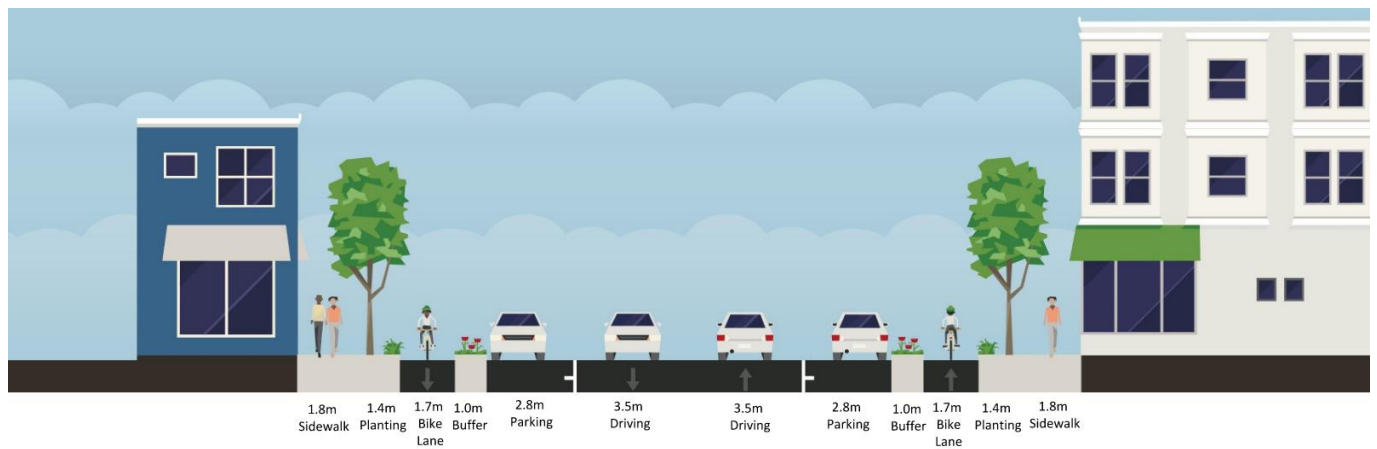 1.8m Sidewalk
1.4m Planting
1.7m Bike Lane
1.0m Buffer
2.8m Parking
3.5m Driving
3.5m Driving
2.8m Parking
1.0m Buffer
1.7m Bike Lane
1.4m Planting
1.8m Sidewalk